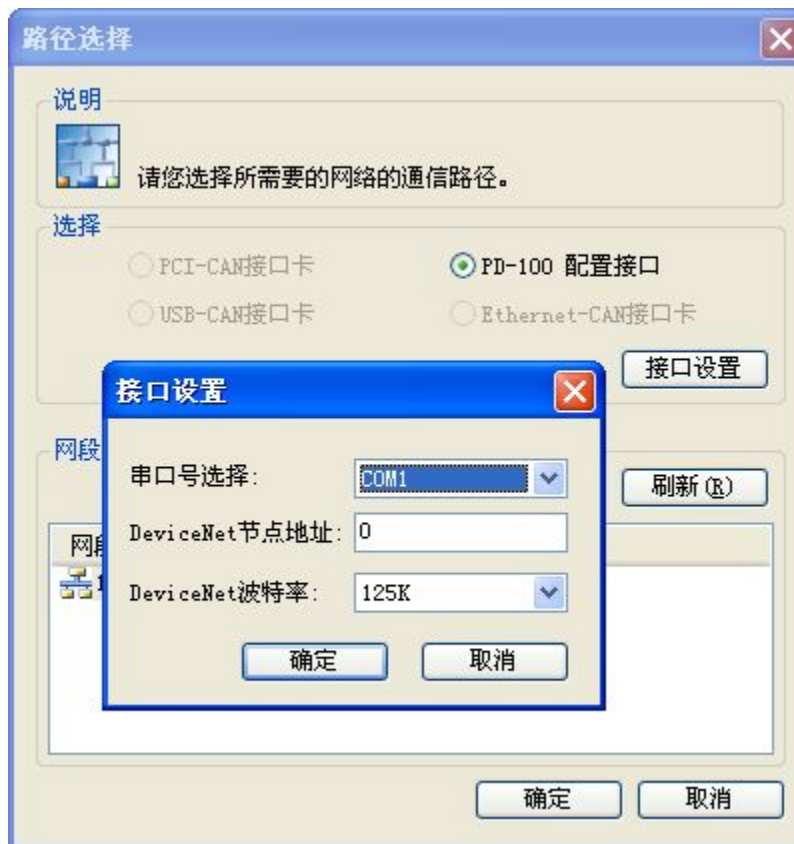 路径选择
说明
请您选择所需要的网络的通信路径。
选择
PCI-CAN接口卡
PD-100 配置接口
USB-CAN接口卡
Ethernet-CAN接口卡
接口设置
接口设置
串口号选择:
COM1
DeviceNet节点地址:
0
DeviceNet波特率:
125K
确定
取消
网段
刷新(R)
网
确定
取消